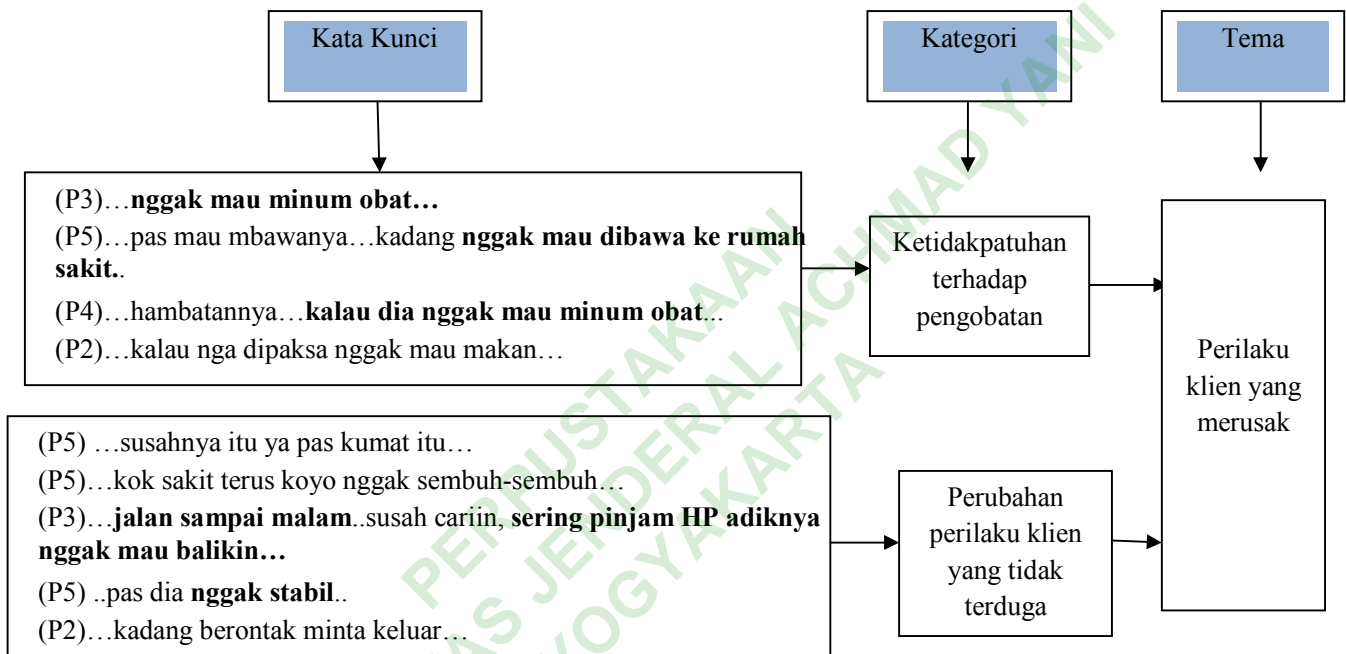 Kata Kunci
Kategori
Tema
(P3)…nggak mau minum obat…
(P5)…pas mau mbawanya…kadang nggak mau dibawa ke rumah
sakit..
(P4)…hambatannya…kalau dia nggak mau minum obat...
(P2)…kalau nga dipaksa nggak mau makan…
Ketidakpatuhan
terhadap
pengobatan
(P5) …susahnya itu ya pas kumat itu…
(P5)…kok sakit terus koyo nggak sembuh-sembuh…
(P3)…jalan sampai malam..susah cariin, sering pinjam HP adiknya
nggak mau balikin…
(P5) ..pas dia nggak stabil..
(P2)…kadang berontak minta keluar…
Perubahan
perilaku klien
yang tidak
terduga
Perilaku
klien yang
merusak
PERPUSTAKAAN
AS JENDERAL ACHMAD YANI
YOGYAKARTA